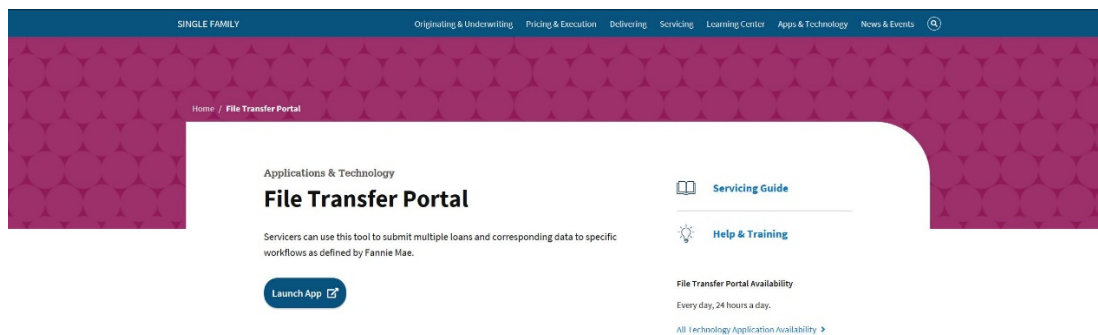 SINGLE FAMILY
Originating & Underwriting Pricing & Execution Delivering Servicing Learning Center Apps & Technology News & Events
Home / File Transfer Portal
Applications & Technology
File Transfer Portal
Servicers can use this tool to submit multiple loans and corresponding data to specific
workflows as defined by Fannie Mae.
Launch App
Servicing Guide
Help & Training
File Transfer Portal Availability
Every day, 24 hours a day.
All Technology Application Availability >